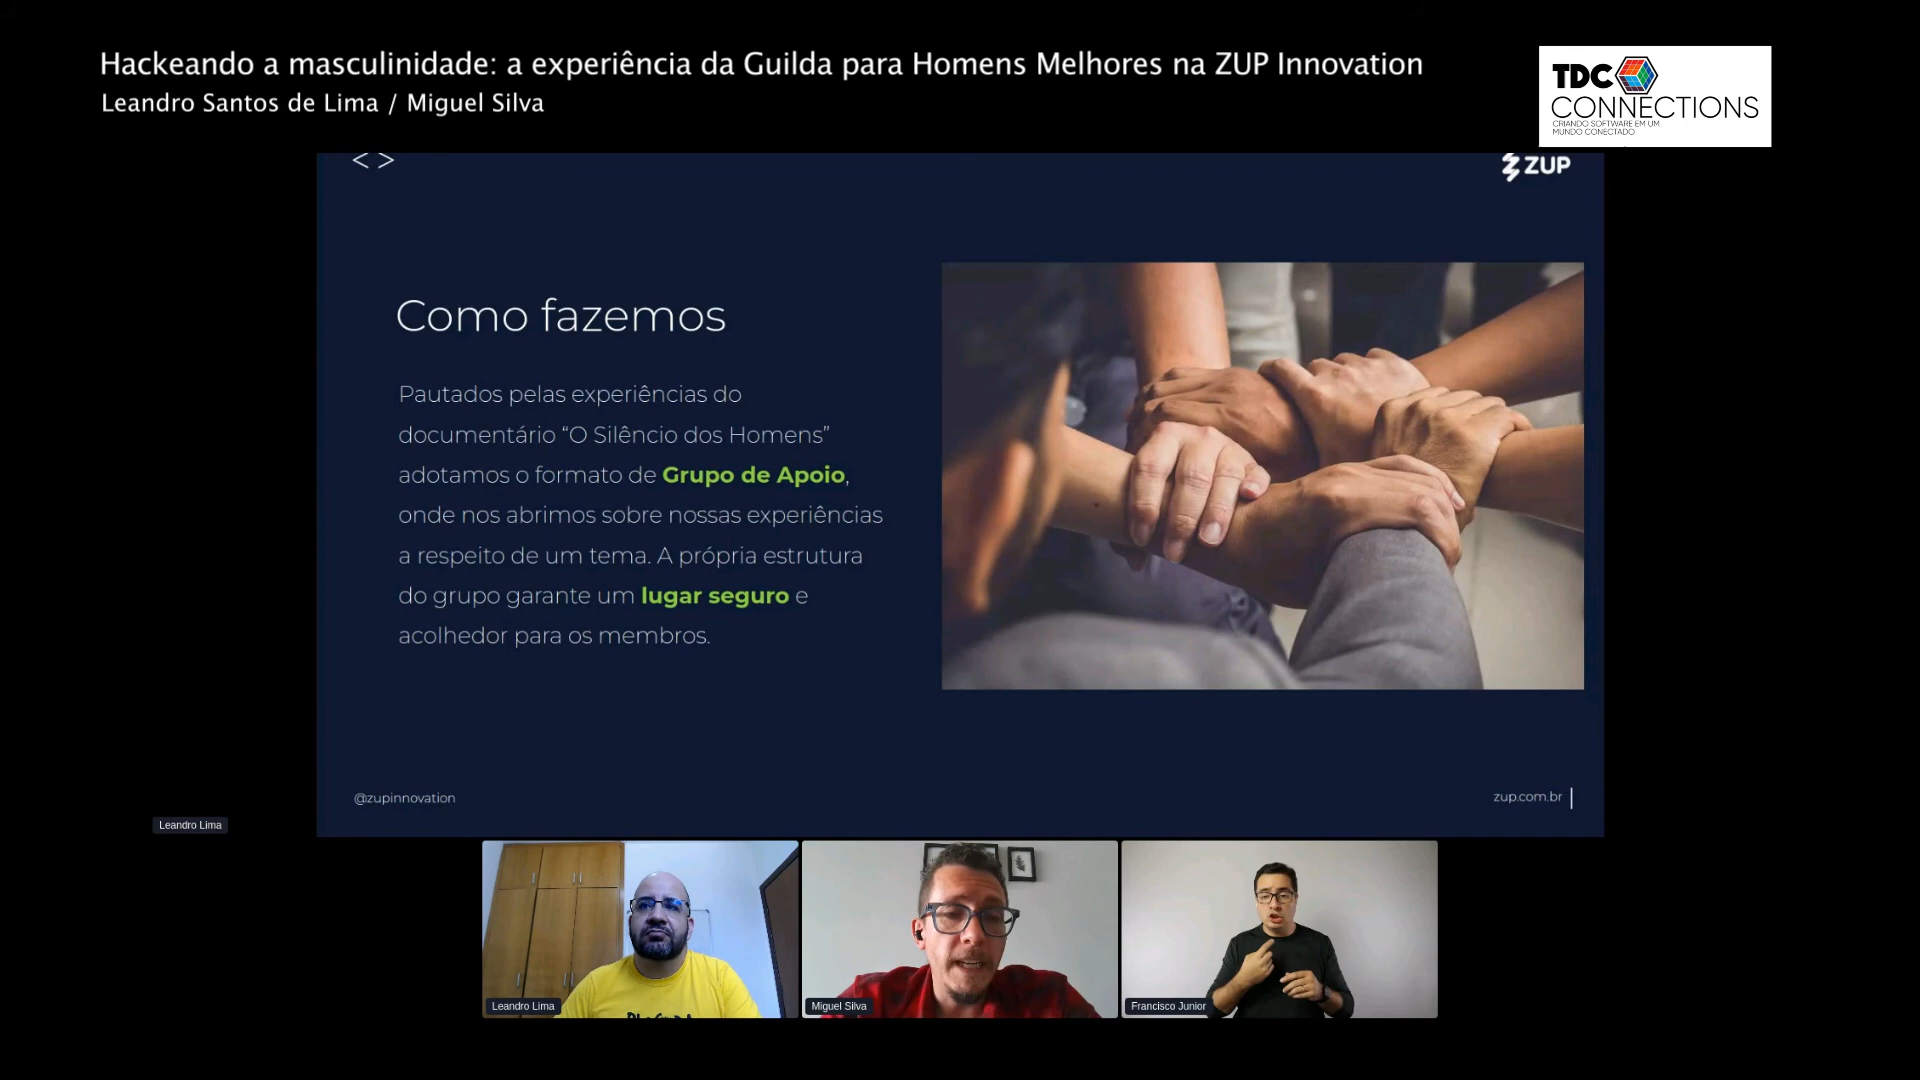 Hackeando a masculinidade: a experiência da Guilda para Homens Melhores na ZUP Innovation
Leandro Santos de Lima / Miguel Silva
TDC
CONNECTIONS
CRIANDO SOFTWARE EM UM
MUNDO CONECTADO
< >
ZUP
Como fazemos
Pautados pelas experiências do
documentário “O Silêncio dos Homens”
adotamos o formato de Grupo de Apoio,
onde nos abrimos sobre nossas experiências
a respeito de um tema. A própria estrutura
do grupo garante um lugar seguro e
acolhedor para os membros.
@zupinnovation
zup.com.br
Leandro Lima
Leandro Lima
Miguel Silva
Francisco Junior